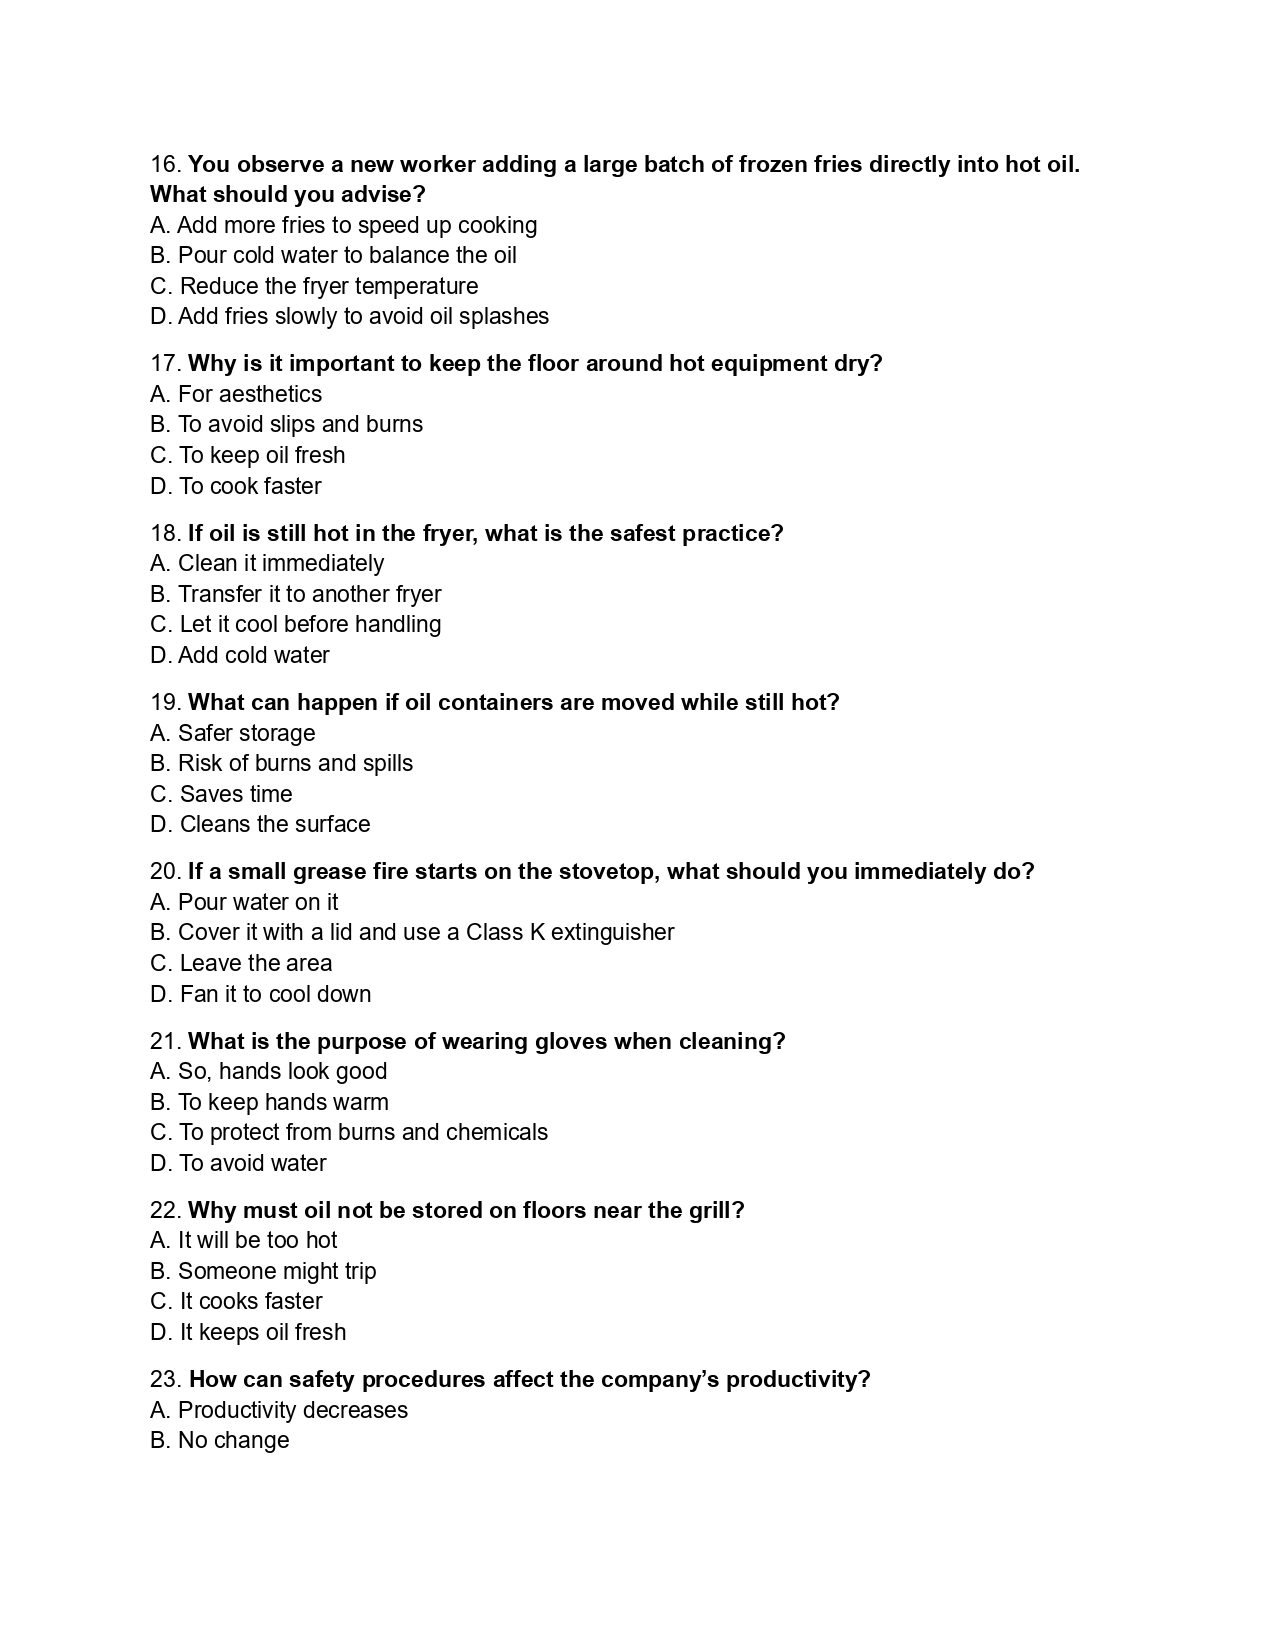 16. You observe a new worker adding a large batch of frozen fries directly into hot oil.
What should you advise?
A. Add more fries to speed up cooking
B. Pour cold water to balance the oil
C. Reduce the fryer temperature
D. Add fries slowly to avoid oil splashes
17. Why is it important to keep the floor around hot equipment dry?
A. For aesthetics
B. To avoid slips and burns
C. To keep oil fresh
D. To cook faster
18. If oil is still hot in the fryer, what is the safest practice?
A. Clean it immediately
B. Transfer it to another fryer
C. Let it cool before handling
D. Add cold water
19. What can happen if oil containers are moved while still hot?
A. Safer storage
B. Risk of burns and spills
C. Saves time
D. Cleans the surface
20. If a small grease fire starts on the stovetop, what should you immediately do?
A. Pour water on it
B. Cover it with a lid and use a Class K extinguisher
C. Leave the area
D. Fan it to cool down
21. What is the purpose of wearing gloves when cleaning?
A. So, hands look good
B. To keep hands warm
C. To protect from burns and chemicals
D. To avoid water
22. Why must oil not be stored on floors near the grill?
A. It will be too hot
B. Someone might trip
C. It cooks faster
D. It keeps oil fresh
23. How can safety procedures affect the company’s productivity?
A. Productivity decreases
B. No change